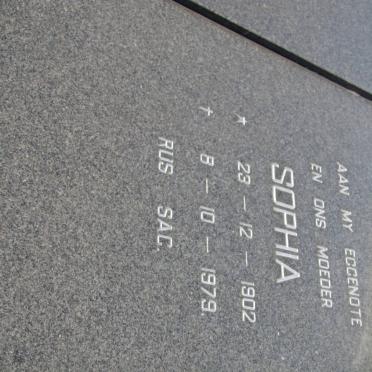 AAN MY EGGENOTE
EN ONS MOEDER
SOPHIA
* 23 — 12 — 1902
† 8 — 10 — 1979.
RUS SAG.